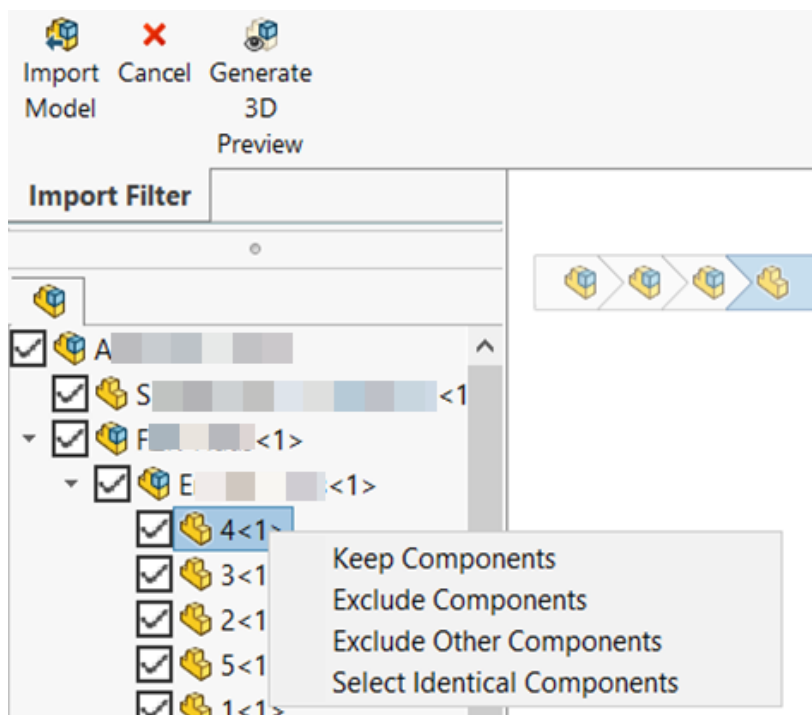 Import Model
Cancel
Generate 3D Preview
Import Filter
A
S <1
F <1>
E <1>
4<1>
3<1
2<1
5<1
1<1>
Keep Components
Exclude Components
Exclude Other Components
Select Identical Components